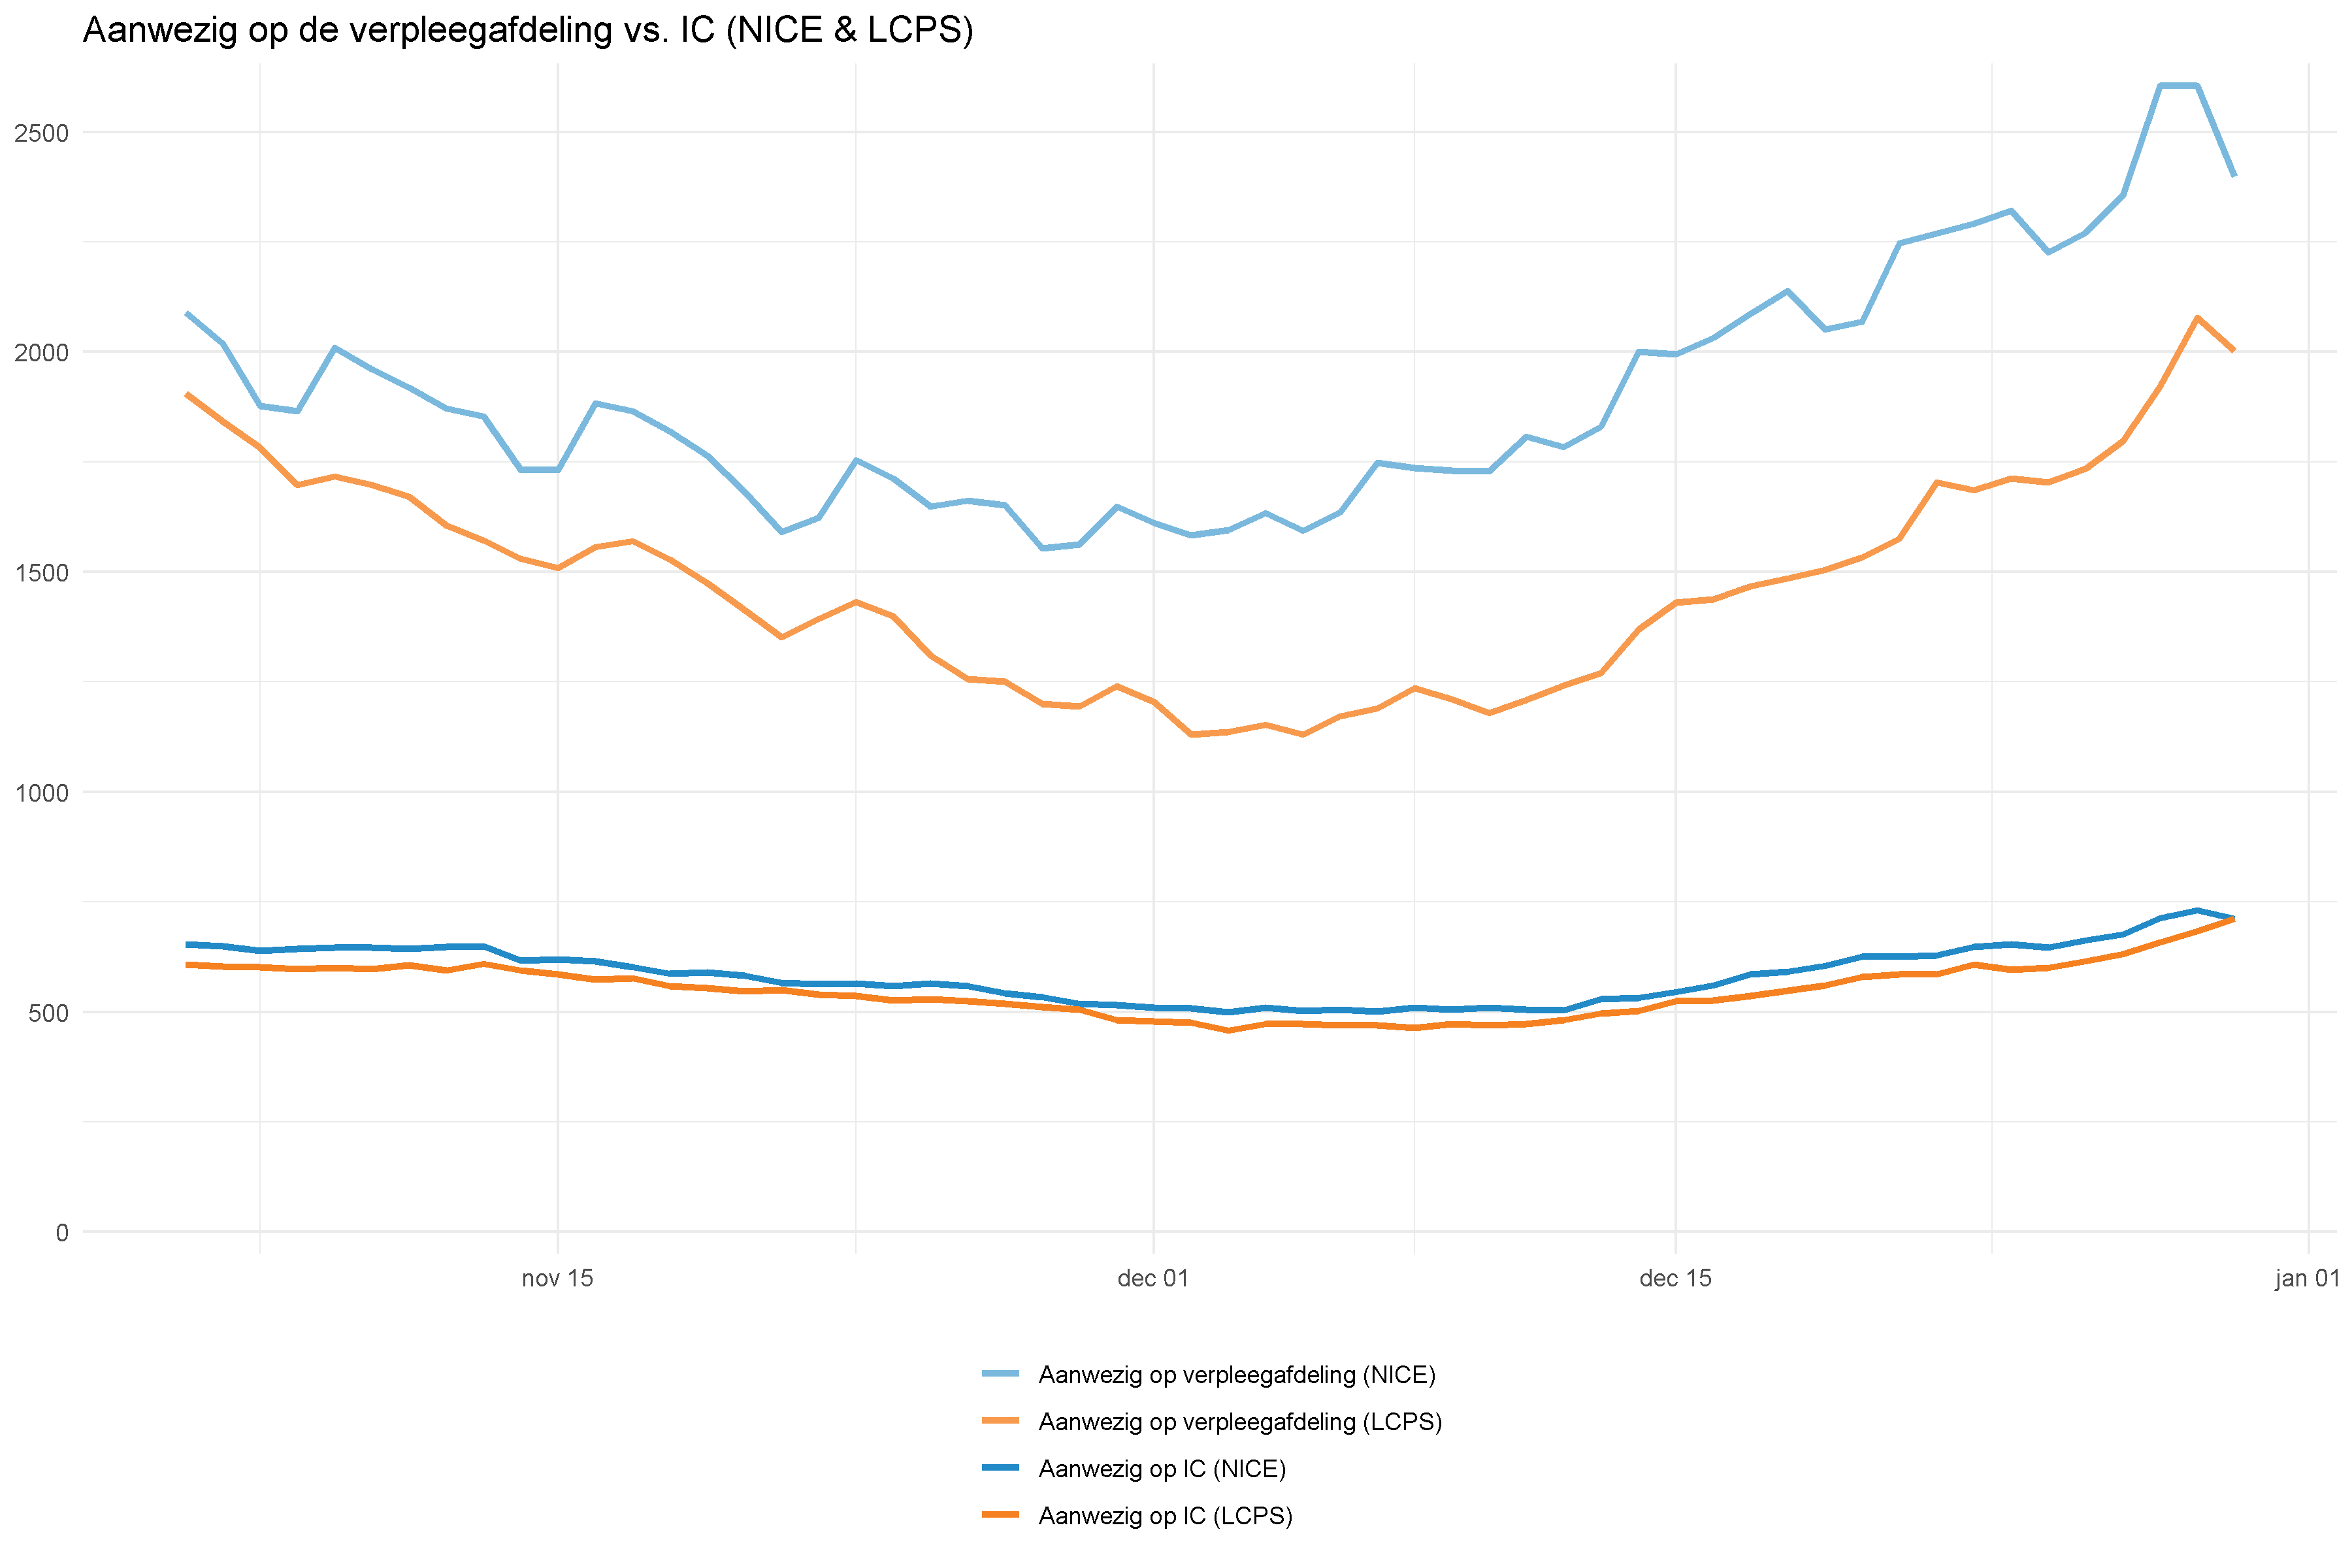 Aanwezig op de verpleegafdeling vs. IC (NICE & LCPS)
2500
2000
1500
1000
500
0
nov 15
dec 01
dec 15
jan 01
Aanwezig op verpleegafdeling (NICE)
Aanwezig op verpleegafdeling (LCPS)
Aanwezig op IC (NICE)
Aanwezig op IC (LCPS)